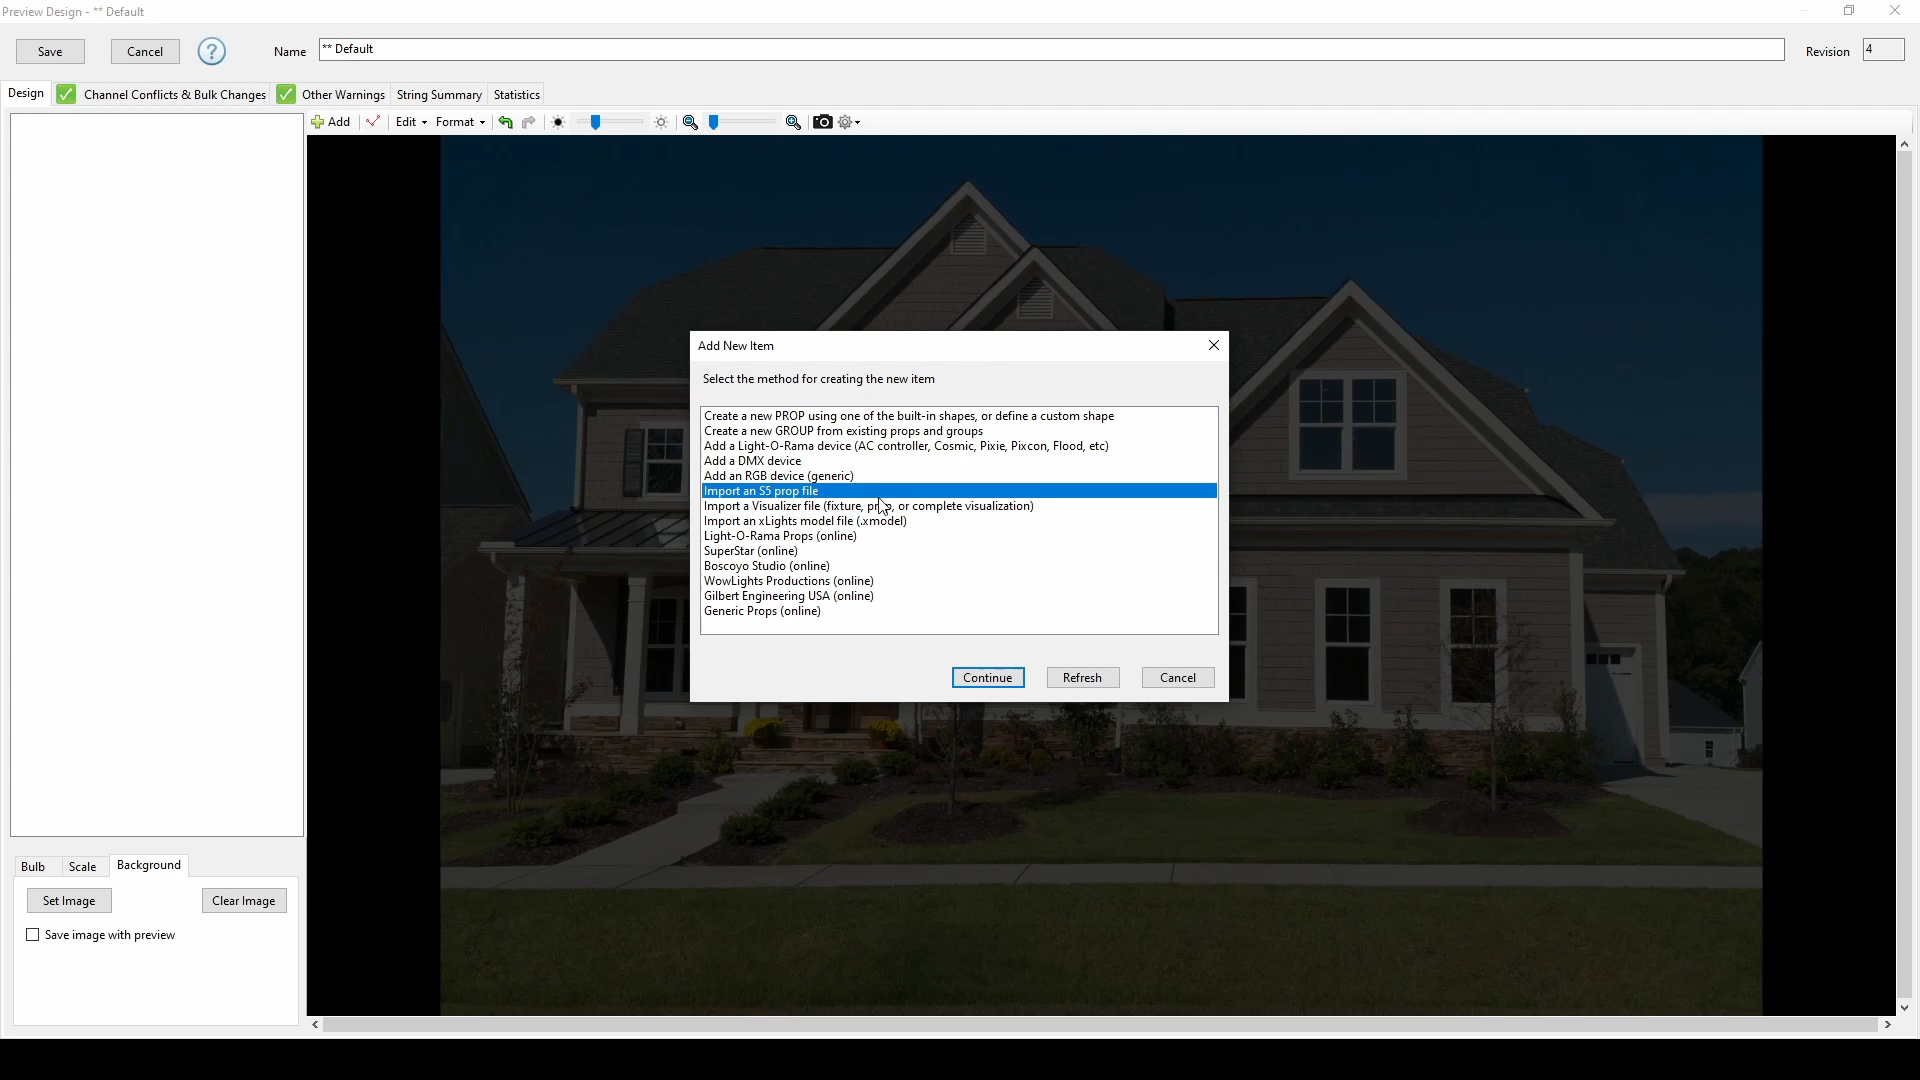 Preview Design - ** Default
Save Cancel ? Name ** Default Revision 4
Design Channel Conflicts & Bulk Changes Other Warnings String Summary Statistics
Add Edit Format
Add New Item
Select the method for creating the new item
Create a new PROP using one of the built-in shapes, or define a custom shape
Create a new GROUP from existing props and groups
Add a Light-O-Rama device (AC controller, Cosmic, Pixie, Pixcon, Flood, etc)
Add a DMX device
Add an RGB device (generic)
Import an S5 prop file
Import a Visualizer file (fixture, prop, or complete visualization)
Import an xLights model file (.xmodel)
Light-O-Rama Props (online)
SuperStar (online)
Boscoyo Studio (online)
WowLights Productions (online)
Gilbert Engineering USA (online)
Generic Props (online)
Continue Refresh Cancel
Bulb Scale Background
Set Image Clear Image
Save image with preview